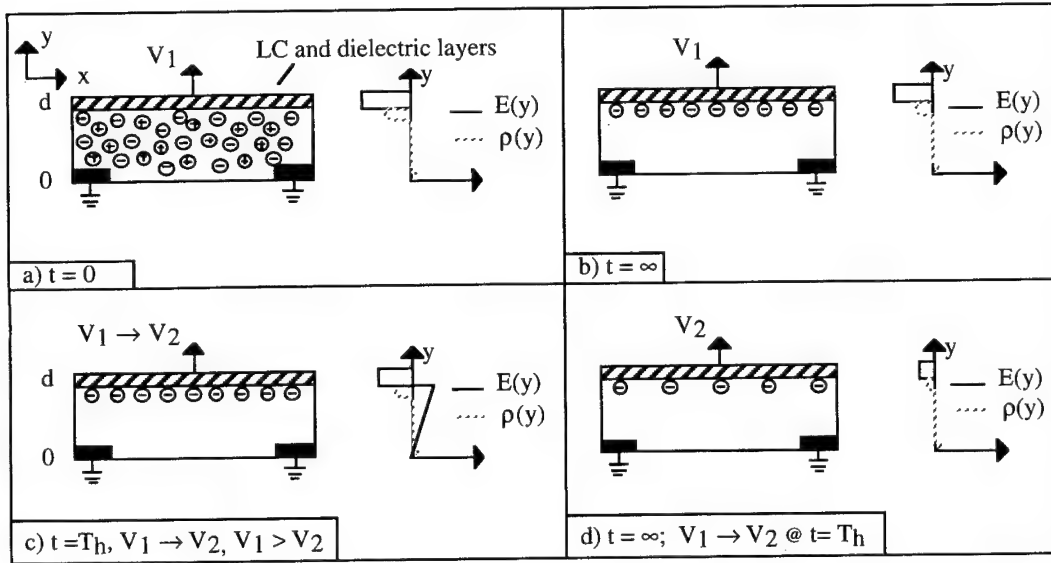 y
x
V1
LC and dielectric layers
y
E(y)
ρ(y)
d
0
a) t = 0
V1
y
E(y)
ρ(y)
b) t = ∞
V1 → V2
y
E(y)
ρ(y)
d
0
c) t =Th, V1 → V2, V1 > V2
V2
y
E(y)
ρ(y)
d) t = ∞; V1 → V2 @ t= Th